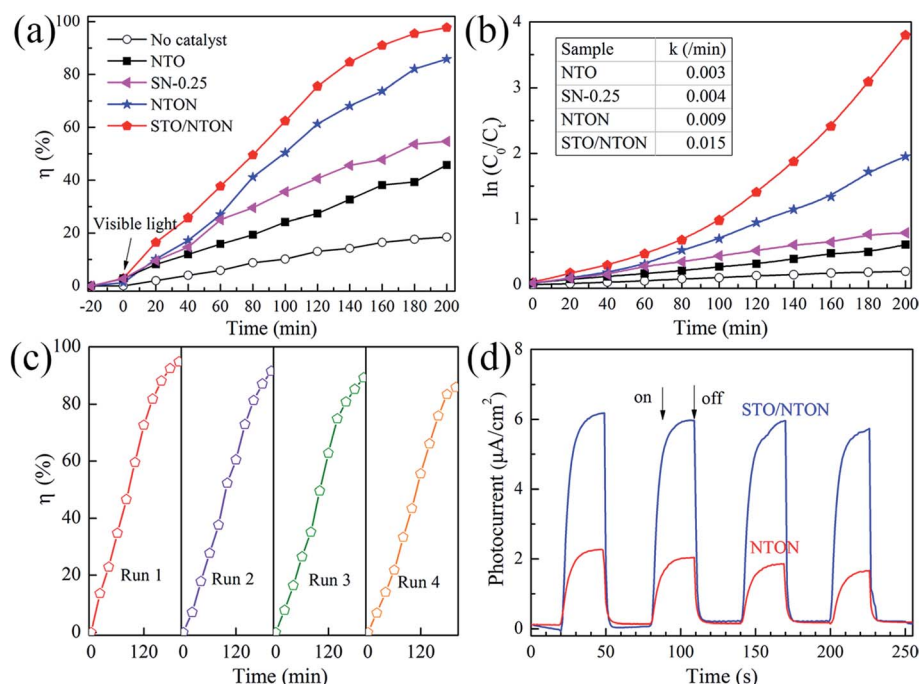 (a)
No catalyst
NTO
SN-0.25
NTON
STO/NTON
Visible light
η (%)
100
80
60
40
20
0
-20 0 20 40 60 80 100 120 140 160 180 200
Time (min)
(b)
Sample k (/min)
NTO 0.003
SN-0.25 0.004
NTON 0.009
STO/NTON 0.015
ln (C0/Ct)
4
3
2
1
0
0 20 40 60 80 100 120 140 160 180 200
Time (min)
(c)
η (%)
100
80
60
40
20
0
Run 1 Run 2 Run 3 Run 4
0 120 0 120 0 120 0 120
Time (min)
(d)
on off
STO/NTON
NTON
Photocurrent (μA/cm²)
8
6
4
2
0
0 50 100 150 200 250
Time (s)